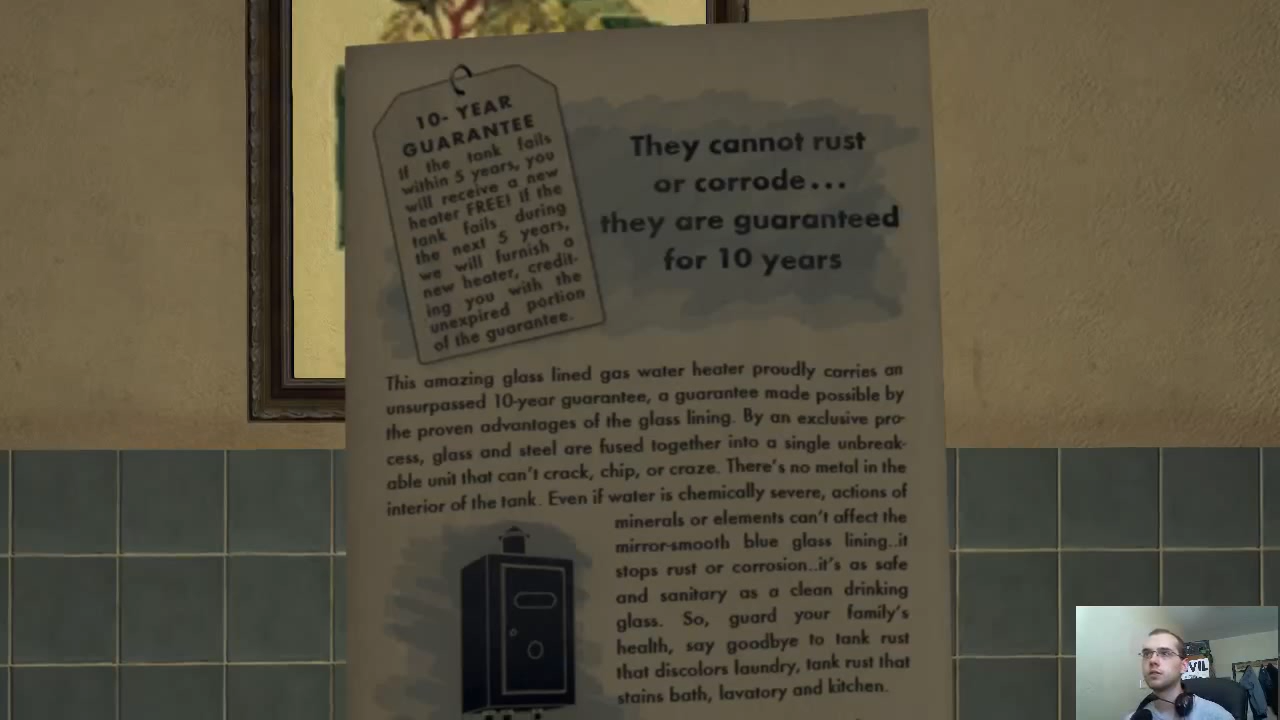 10- YEAR
GUARANTEE
If the tank fails
within 5 years, you
will receive a new
heater FREE! if the
tank fails during
the next 5 years,
we will furnish a
new heater, credit-
ing you with the
unexpired portion
of the guarantee.
They cannot rust
or corrode...
they are guaranteed
for 10 years
This amazing glass lined gas water heater proudly carries an
unsurpassed 10-year guarantee, a guarantee made possible by
the proven advantages of the glass lining. By an exclusive pro-
cess, glass and steel are fused together into a single unbreak-
able unit that can't crack, chip, or craze. There's no metal in the
interior of the tank. Even if water is chemically severe, actions of
minerals or elements can't affect the
mirror-smooth blue glass lining..it
stops rust or corrosion..it's as safe
and sanitary as a clean drinking
glass. So, guard your family's
health, say goodbye to tank rust
that discolors laundry, tank rust that
stains bath, lavatory and kitchen.